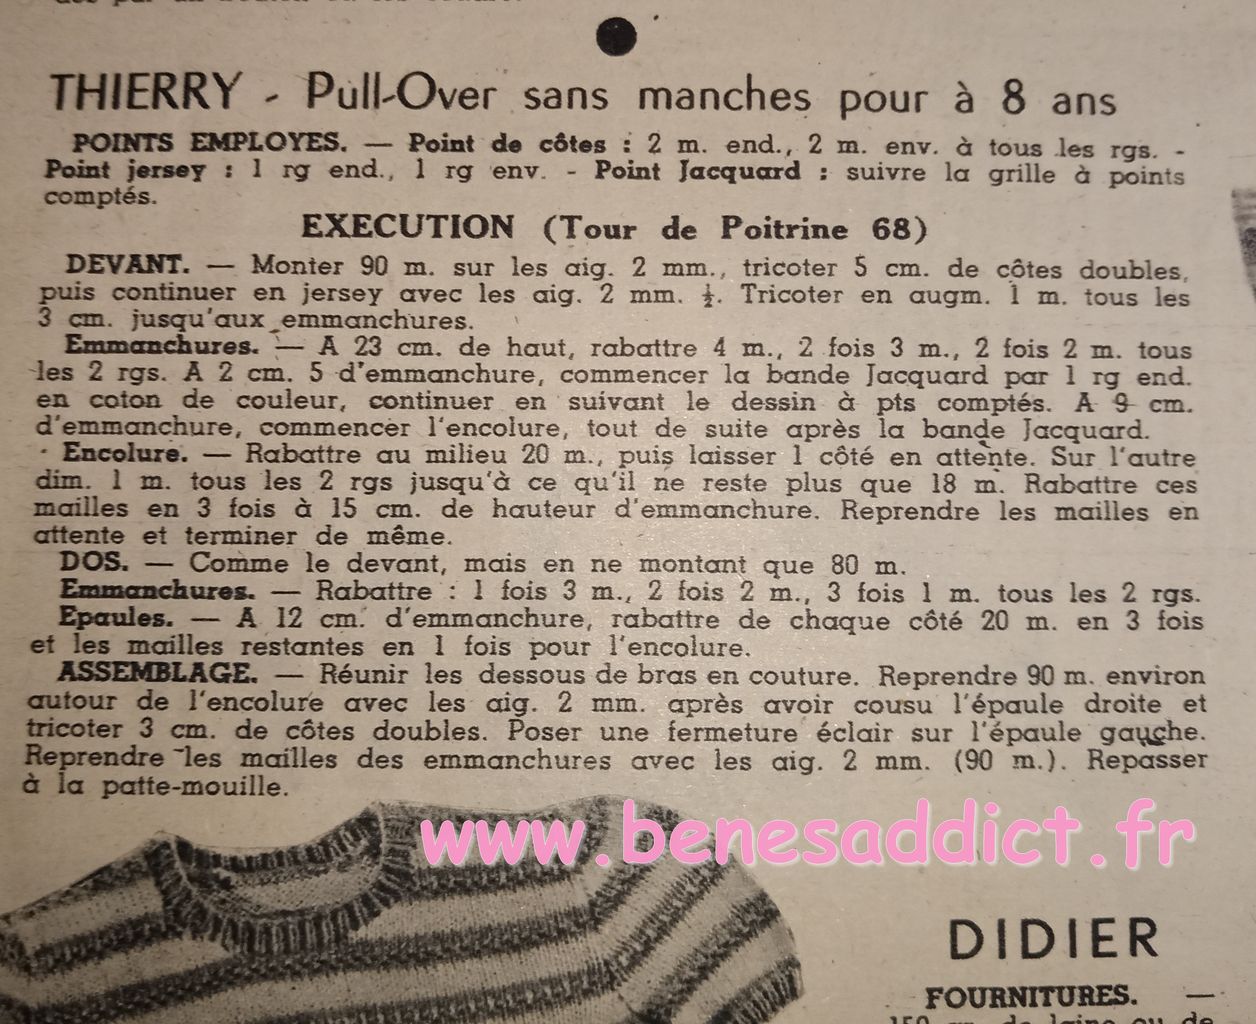 THIERRY - Pull-Over sans manches pour à 8 ans
POINTS EMPLOYES. — Point de côtes : 2 m. end., 2 m. env. à tous les rgs. -
Point jersey : 1 rg end., 1 rg env. - Point Jacquard : suivre la grille à points
comptés.
EXECUTION (Tour de Poitrine 68)
DEVANT. — Monter 90 m. sur les aig. 2 mm., tricoter 5 cm. de côtes doubles,
puis continuer en jersey avec les aig. 2 mm. ½. Tricoter en augm. 1 m. tous les
3 cm. jusqu'aux emmanchures.
Emmanchures. — A 23 cm. de haut, rabattre 4 m., 2 fois 3 m., 2 fois 2 m. tous
les 2 rgs. A 2 cm. 5 d'emmanchure, commencer la bande Jacquard par 1 rg end.
en coton de couleur, continuer en suivant le dessin à pts comptés. A 9 cm.
d'emmanchure, commencer l'encolure, tout de suite après la bande Jacquard.
Encolure. — Rabattre au milieu 20 m., puis laisser 1 côté en attente. Sur l'autre
dim. 1 m. tous les 2 rgs jusqu'à ce qu'il ne reste plus que 18 m. Rabattre ces
mailles en 3 fois à 15 cm. de hauteur d'emmanchure. Reprendre les mailles en
attente et terminer de même.
DOS. — Comme le devant, mais en ne montant que 80 m.
Emmanchures. — Rabattre : 1 fois 3 m., 2 fois 2 m., 3 fois 1 m. tous les 2 rgs.
Epaules. — A 12 cm. d'emmanchure, rabattre de chaque côté 20 m. en 3 fois
et les mailles restantes en 1 fois pour l'encolure.
ASSEMBLAGE. — Réunir les dessous de bras en couture. Reprendre 90 m. environ
autour de l'encolure avec les aig. 2 mm. après avoir cousu l'épaule droite et
tricoter 3 cm. de côtes doubles. Poser une fermeture éclair sur l'épaule gauche.
Reprendre les mailles des emmanchures avec les aig. 2 mm. (90 m.). Repasser
à la patte-mouille.
www.benesaddict.fr
DIDIER
FOURNITURES. —
150 gr. de laine ou de